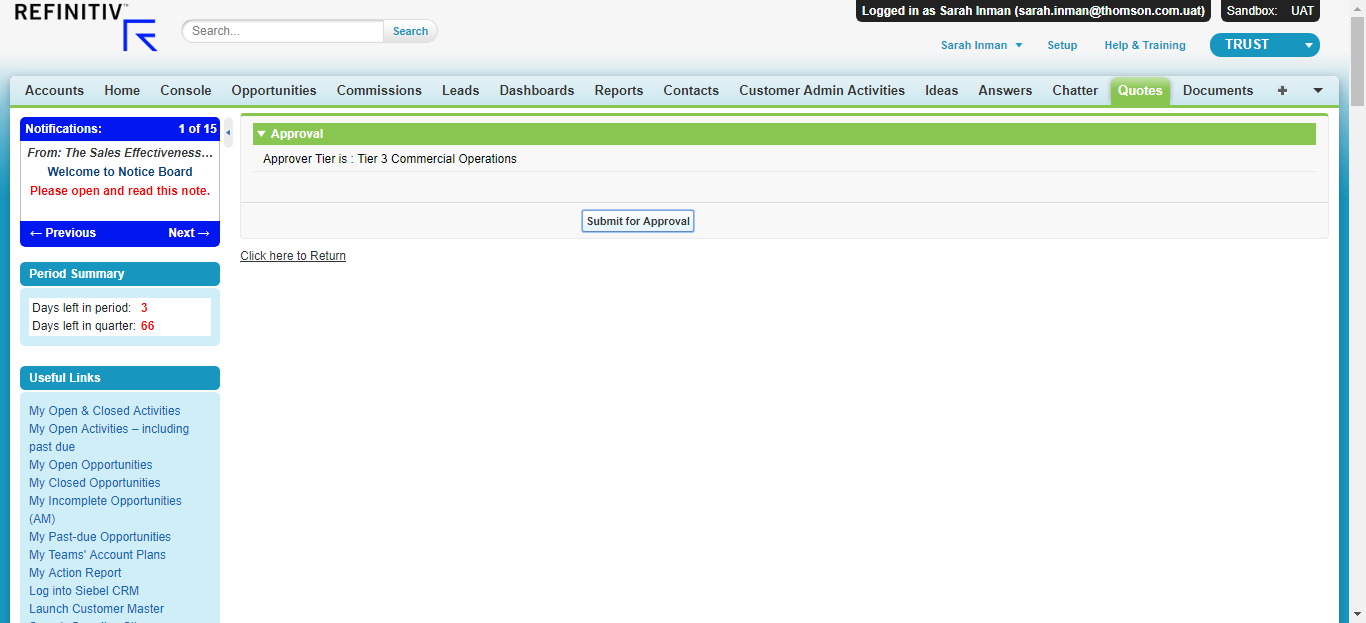 REFINITIV
Search...
Search
Logged in as Sarah Inman (sarah.inman@thomson.com.uat)
Sandbox: UAT
Sarah Inman
Setup
Help & Training
TRUST
Accounts Home Console Opportunities Commissions Leads Dashboards Reports Contacts Customer Admin Activities Ideas Answers Chatter Quotes Documents +
Notifications: 1 of 15
From: The Sales Effectiveness...
Welcome to Notice Board
Please open and read this note.
← Previous Next →
Period Summary
Days left in period: 3
Days left in quarter: 66
Useful Links
My Open & Closed Activities
My Open Activities – including
past due
My Open Opportunities
My Closed Opportunities
My Incomplete Opportunities
(AM)
My Past-due Opportunities
My Teams' Account Plans
My Action Report
Log into Siebel CRM
Launch Customer Master
Approval
Approver Tier is : Tier 3 Commercial Operations
Submit for Approval
Click here to Return